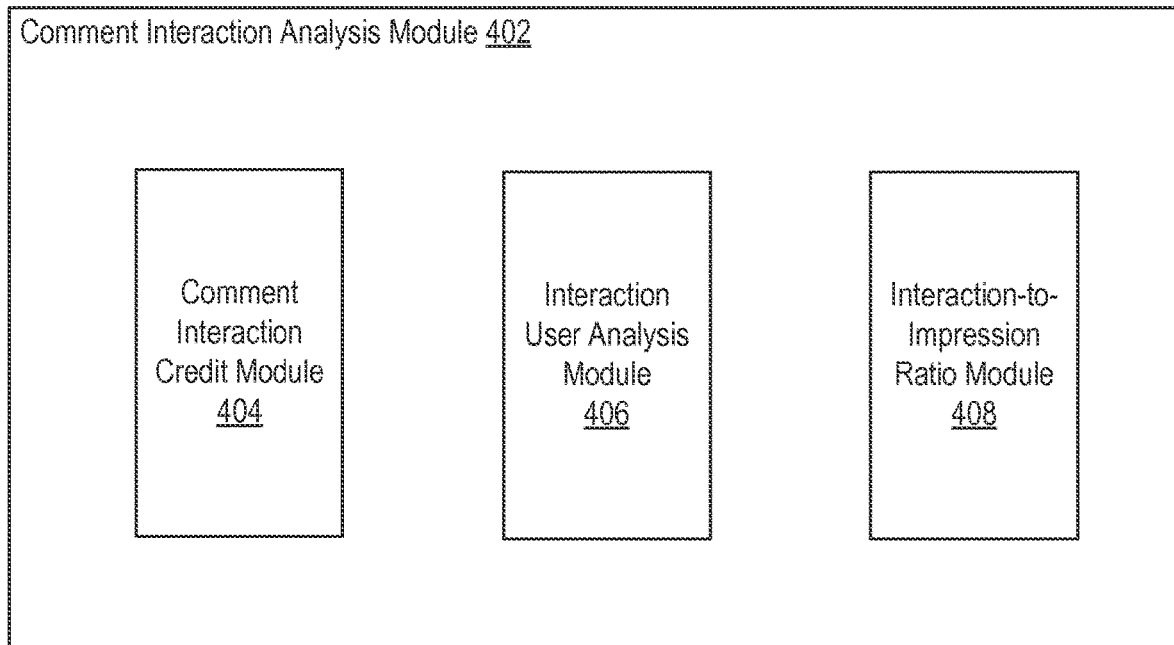 Comment Interaction Analysis Module 402
Comment
Interaction
Credit Module
404
Interaction
User Analysis
Module
406
Interaction-to-
Impression
Ratio Module
408